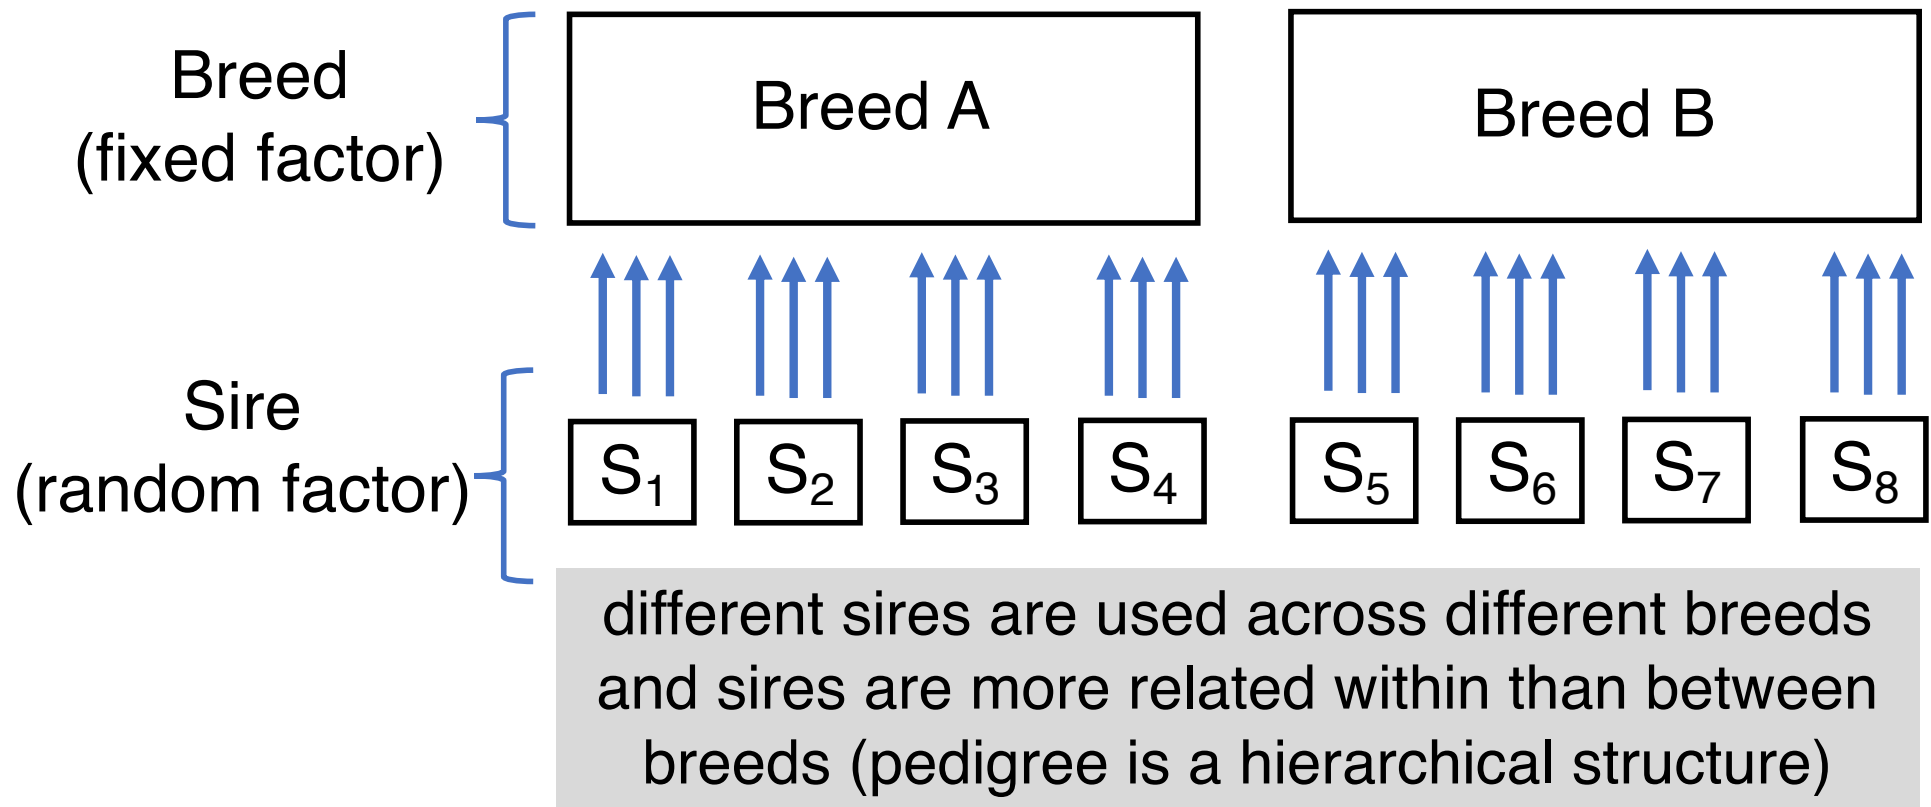 Breed
(fixed factor)
Breed A
Breed B
Sire
(random factor)
S₁ S₂ S₃ S₄ S₅ S₆ S₇ S₈
different sires are used across different breeds
and sires are more related within than between
breeds (pedigree is a hierarchical structure)